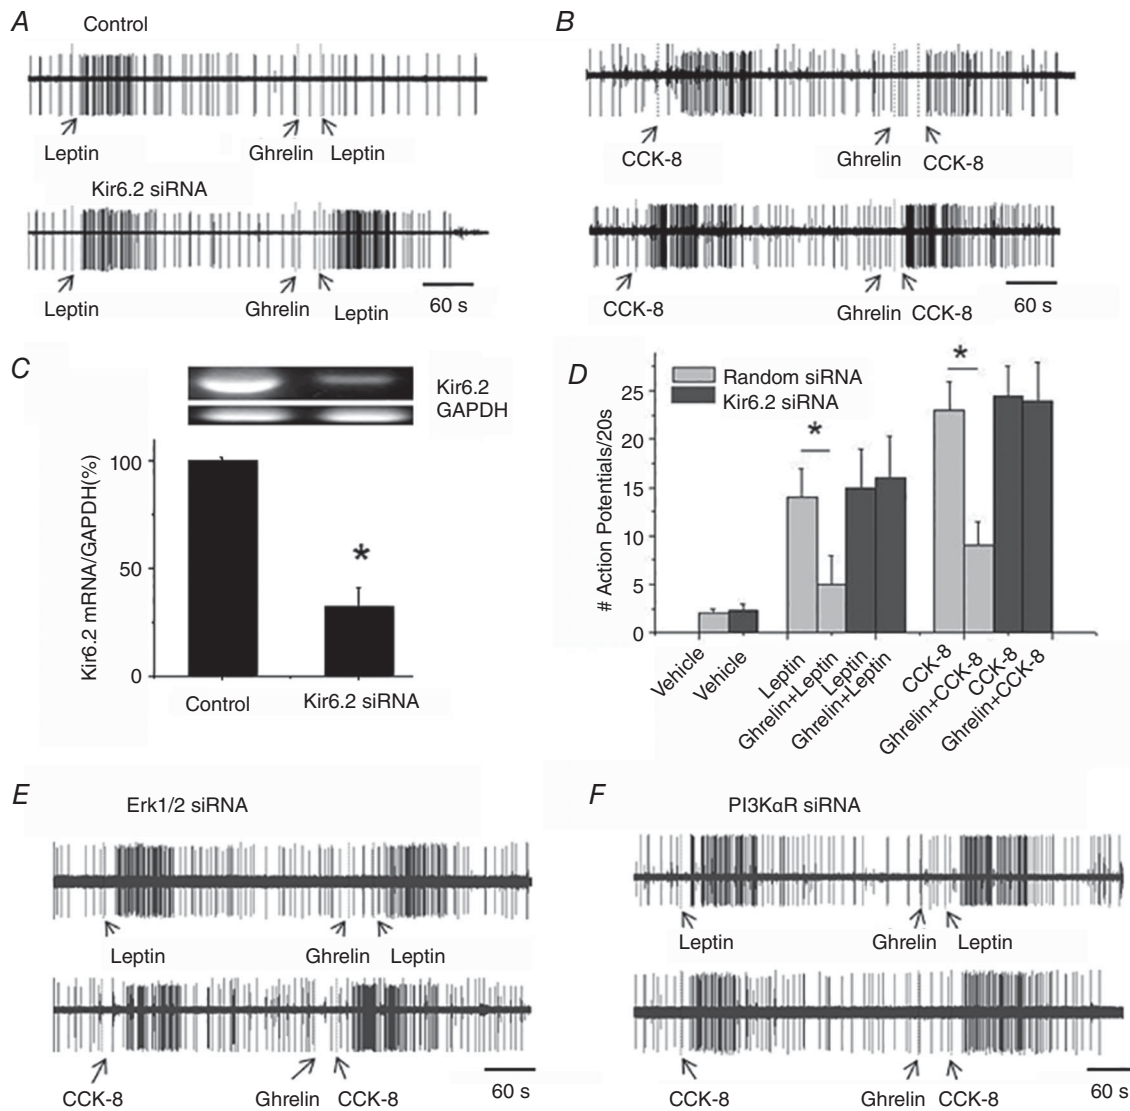 A
Control
Leptin
Ghrelin
Leptin
Kir6.2 siRNA
Leptin
Ghrelin
Leptin
60 s
B
CCK-8
Ghrelin
CCK-8
CCK-8
Ghrelin
CCK-8
60 s
C
Kir6.2
GAPDH
Kir6.2 mRNA/GAPDH(%)
100
50
0
*
Control
Kir6.2 siRNA
D
Random siRNA
Kir6.2 siRNA
# Action Potentials/20s
25
20
15
10
5
0
*
*
Vehicle
Vehicle
Leptin
Ghrelin+Leptin
Leptin
Ghrelin+Leptin
CCK-8
Ghrelin+CCK-8
CCK-8
Ghrelin+CCK-8
E
Erk1/2 siRNA
Leptin
Ghrelin
Leptin
CCK-8
Ghrelin
CCK-8
60 s
F
PI3KαR siRNA
Leptin
Ghrelin
Leptin
CCK-8
Ghrelin
CCK-8
60 s